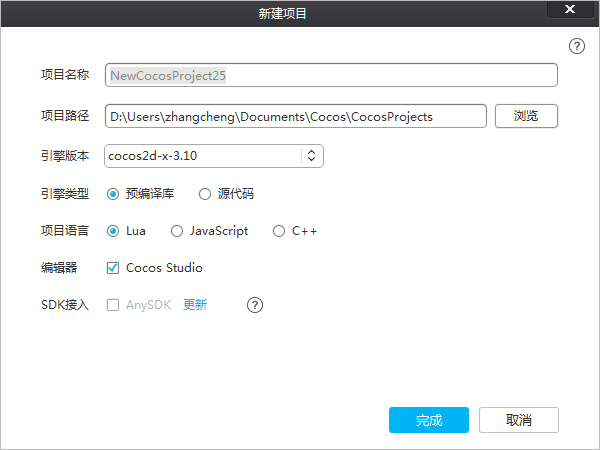 新建项目
?
项目名称 NewCocosProject25
项目路径 D:\Users\zhangcheng\Documents\Cocos\CocosProjects 浏览
引擎版本 cocos2d-x-3.10
引擎类型 预编译库 源代码
项目语言 Lua JavaScript C++
编辑器 Cocos Studio
SDK接入 AnySDK 更新 ?
完成 取消